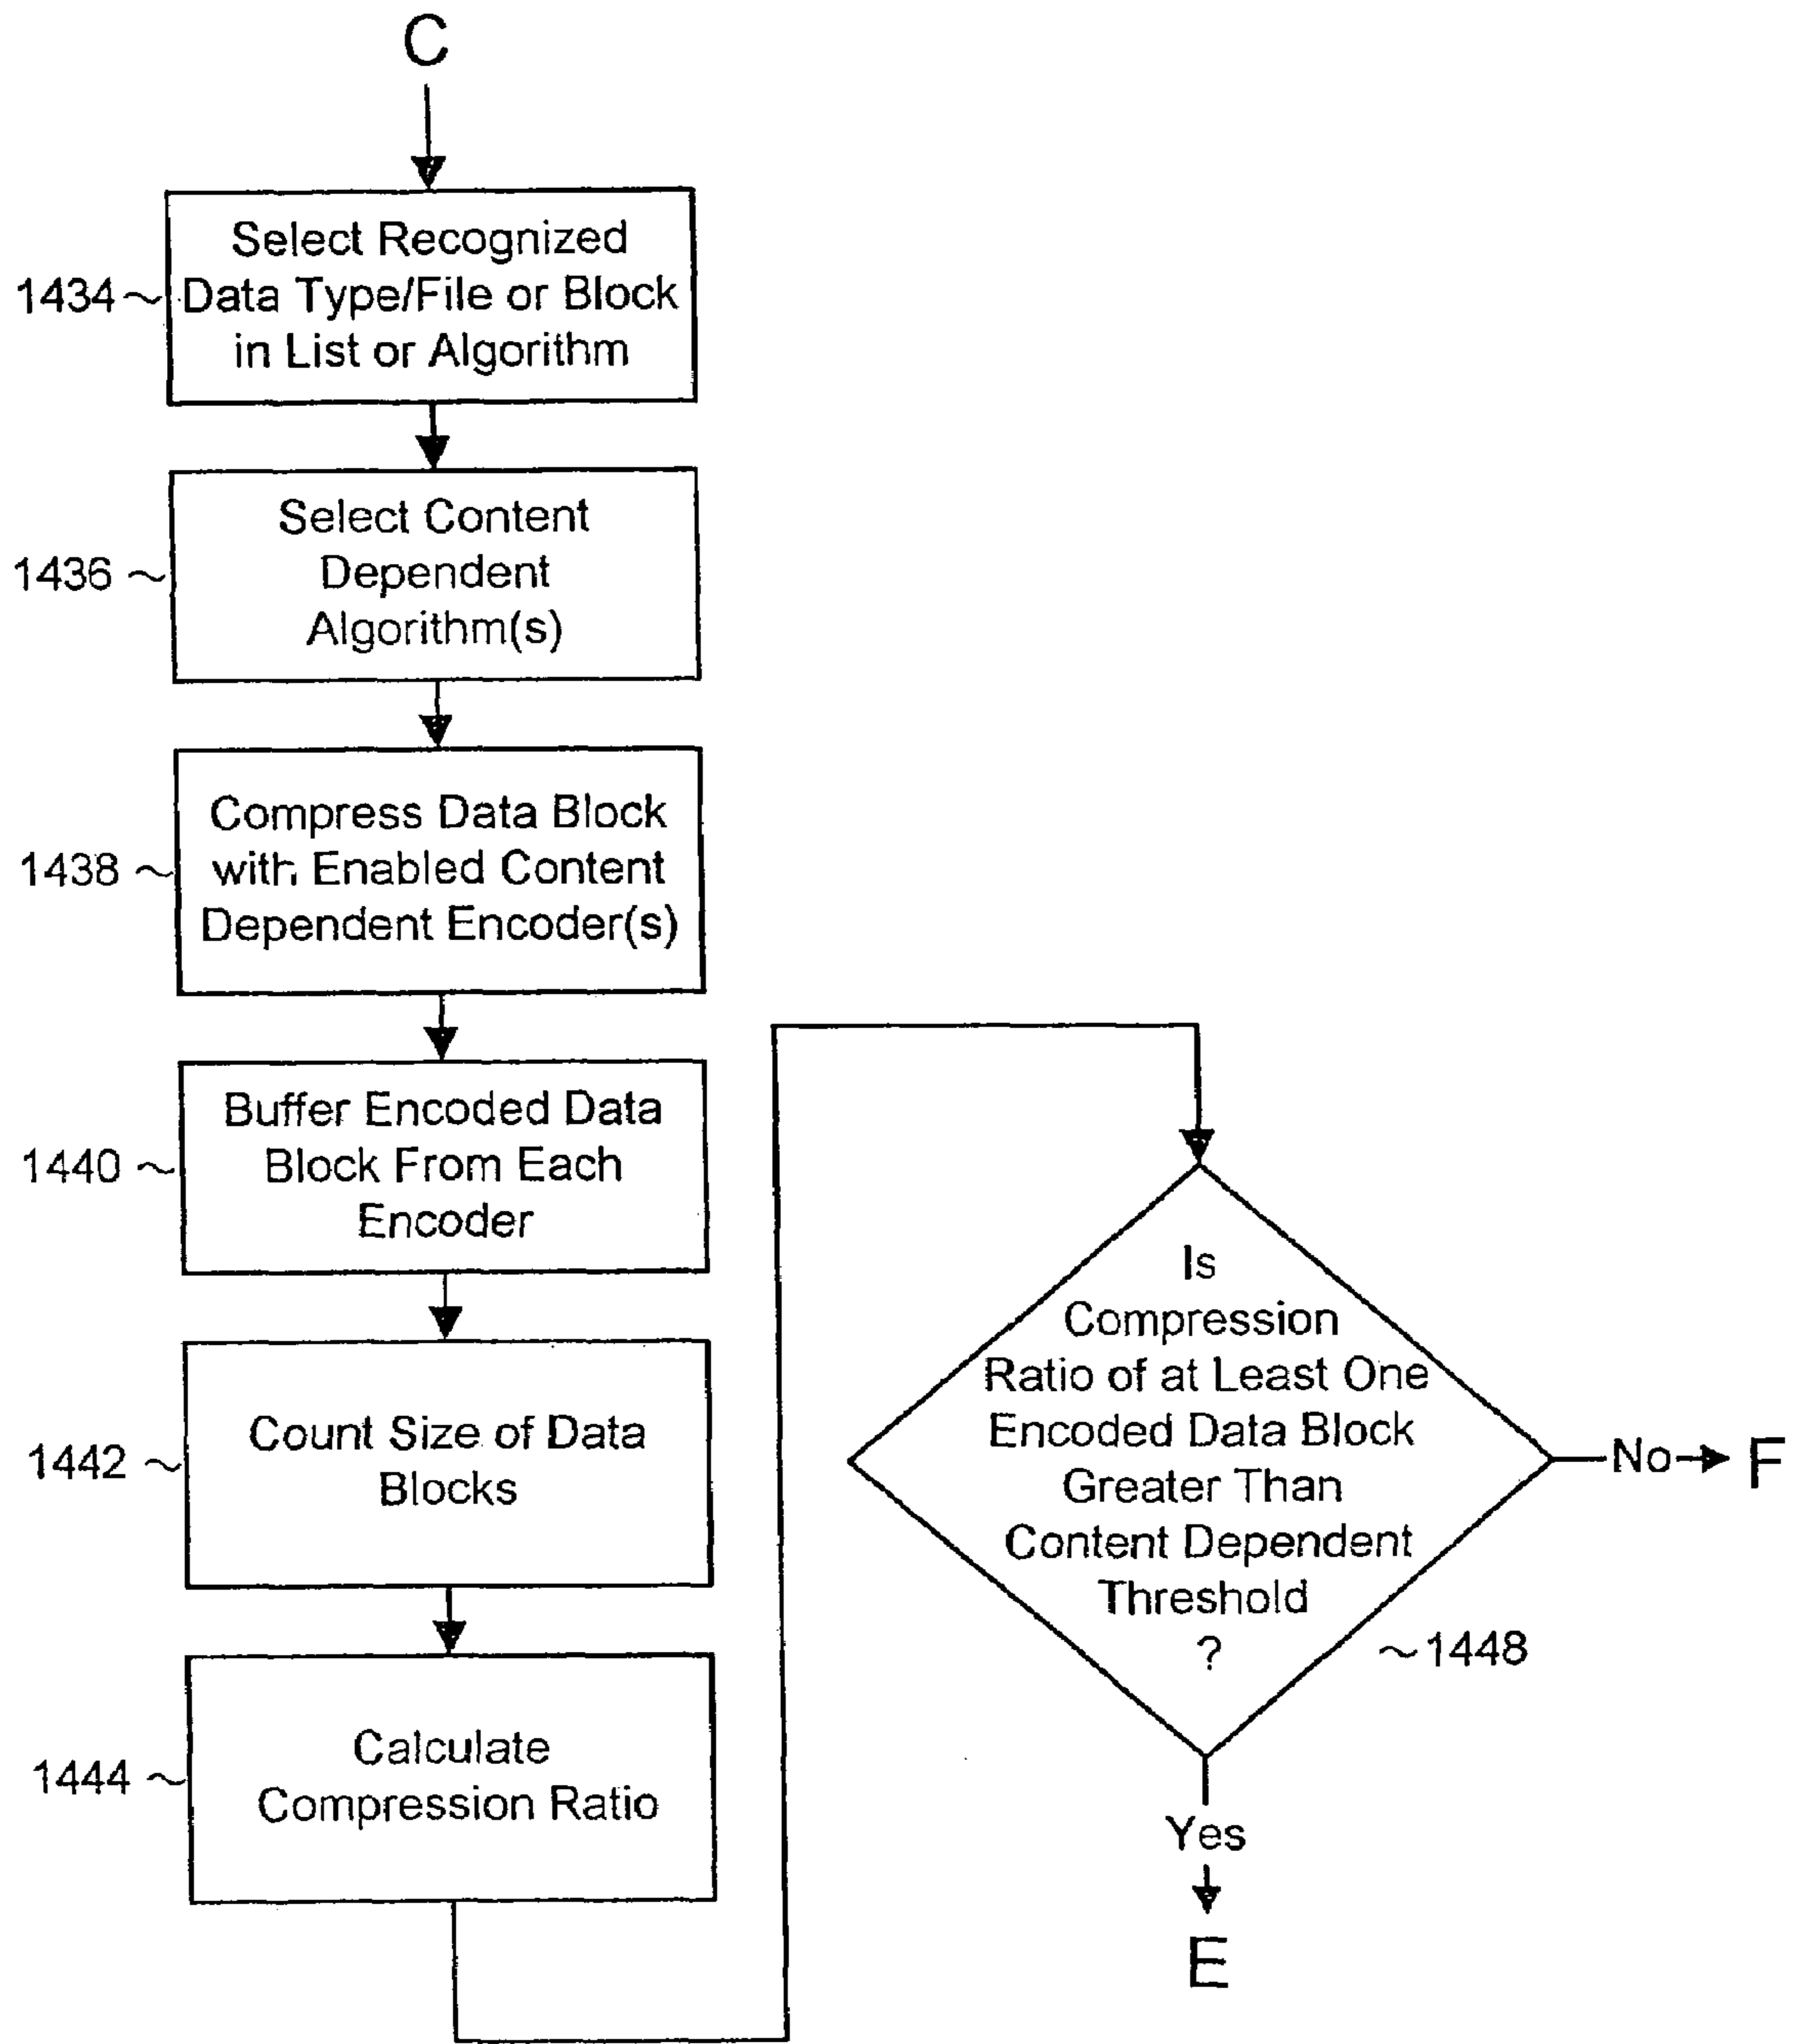 C
1434
Select Recognized
Data Type/File or Block
in List or Algorithm
1436
Select Content
Dependent
Algorithm(s)
1438
Compress Data Block
with Enabled Content
Dependent Encoder(s)
1440
Buffer Encoded Data
Block From Each
Encoder
1442
Count Size of Data
Blocks
1444
Calculate
Compression Ratio
Is
Compression
Ratio of at Least One
Encoded Data Block
Greater Than
Content Dependent
Threshold
?
1448
No
F
Yes
E